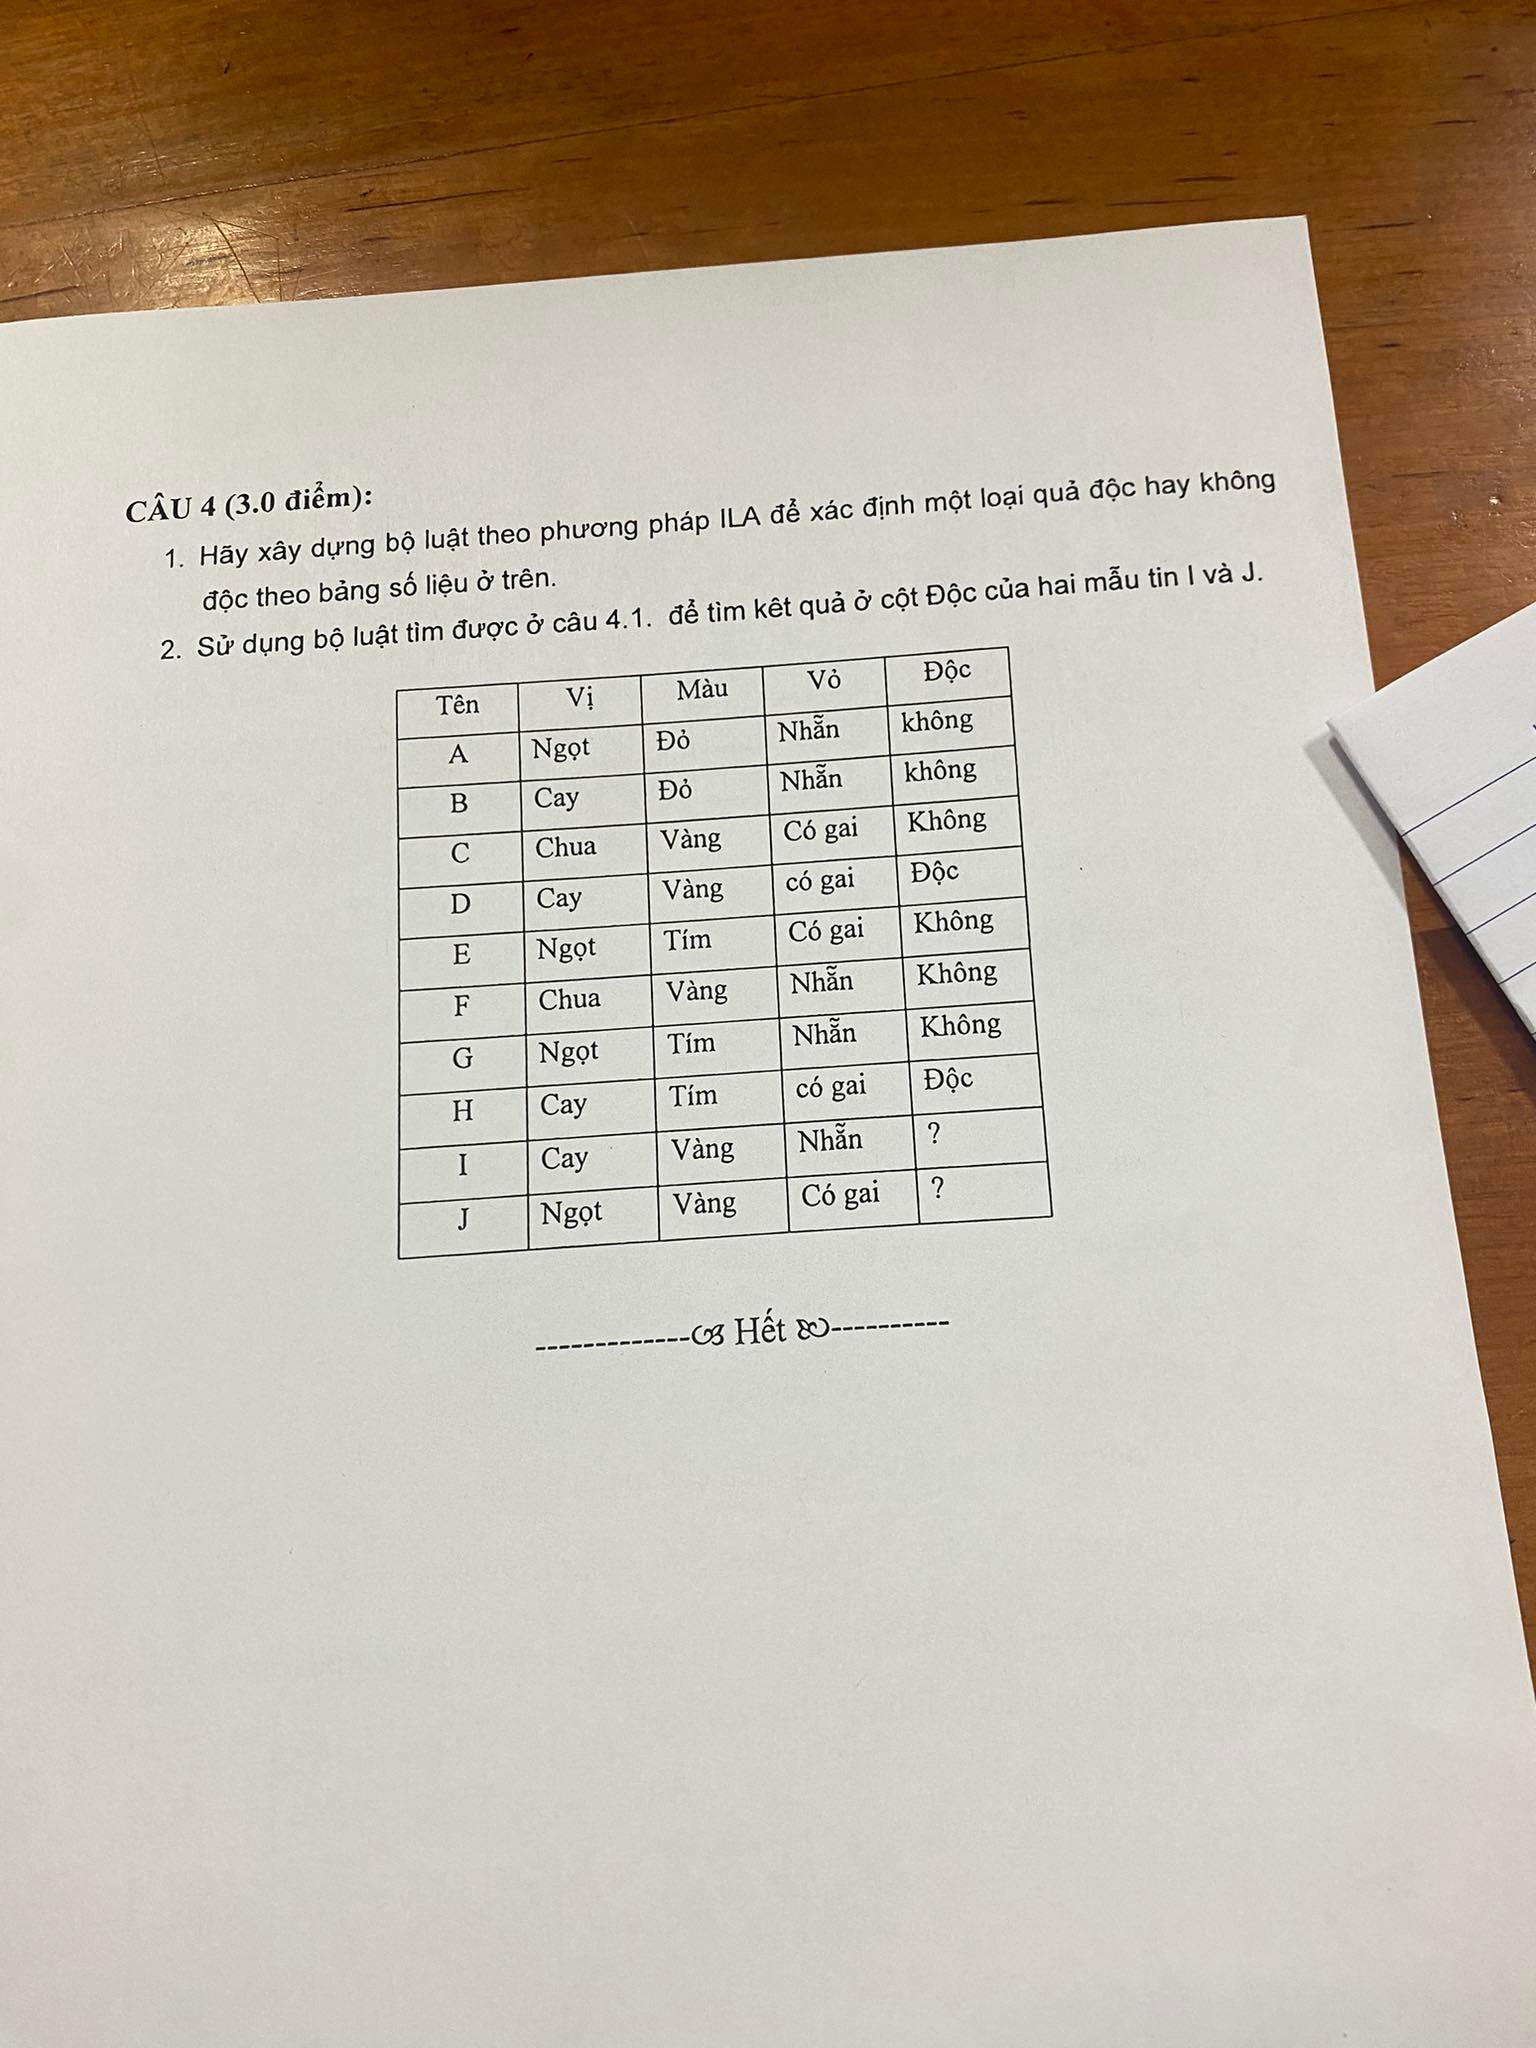 CÂU 4 (3.0 điểm):
1. Hãy xây dựng bộ luật theo phương pháp ILA để xác định một loại quả độc hay không
độc theo bảng số liệu ở trên.
2. Sử dụng bộ luật tìm được ở câu 4.1. để tìm kêt quả ở cột Độc của hai mẫu tin I và J.
Tên Vị Màu Vỏ Độc
A Ngọt Đỏ Nhẵn không
B Cay Đỏ Nhẵn không
C Chua Vàng Có gai Không
D Cay Vàng có gai Độc
E Ngọt Tím Có gai Không
F Chua Vàng Nhẵn Không
G Ngọt Tím Nhẵn Không
H Cay Tím có gai Độc
I Cay Vàng Nhẵn ?
J Ngọt Vàng Có gai ?
-------------☙ Hết ❧----------